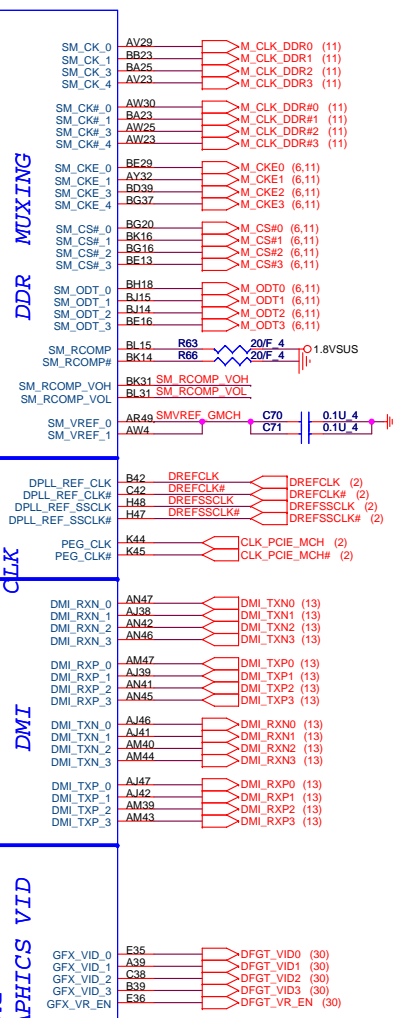 SM_CK_0 AV29 M_CLK_DDR0 (11)
SM_CK_1 BB23 M_CLK_DDR1 (11)
SM_CK_3 BA25 M_CLK_DDR2 (11)
SM_CK_4 AV23 M_CLK_DDR3 (11)
SM_CK#_0 AW30 M_CLK_DDR#0 (11)
SM_CK#_1 BA23 M_CLK_DDR#1 (11)
SM_CK#_3 AW25 M_CLK_DDR#2 (11)
SM_CK#_4 AW23 M_CLK_DDR#3 (11)
DDR MUXING
SM_CKE_0 BE29 M_CKE0 (6,11)
SM_CKE_1 AY32 M_CKE1 (6,11)
SM_CKE_3 BD39 M_CKE2 (6,11)
SM_CKE_4 BG37 M_CKE3 (6,11)
SM_CS#_0 BG20 M_CS#0 (6,11)
SM_CS#_1 BK16 M_CS#1 (6,11)
SM_CS#_2 BG16 M_CS#2 (6,11)
SM_CS#_3 BE13 M_CS#3 (6,11)
SM_ODT_0 BH18 M_ODT0 (6,11)
SM_ODT_1 BJ15 M_ODT1 (6,11)
SM_ODT_2 BJ14 M_ODT2 (6,11)
SM_ODT_3 BE16 M_ODT3 (6,11)
SM_RCOMP BL15 R63 20/F_4 1.8VSUS
SM_RCOMP# BK14 R66 20/F_4
SM_RCOMP_VOH BK31 SM_RCOMP_VOH
SM_RCOMP_VOL BL31 SM_RCOMP_VOL
SM_VREF_0 AR49 SMVREF_GMCH C70 0.1U_4
SM_VREF_1 AW4 C71 0.1U_4
DPLL_REF_CLK B42 DREFCLK DREFCLK (2)
DPLL_REF_CLK# C42 DREFCLK# DREFCLK# (2)
DPLL_REF_SSCLK H48 DREFSSCLK DREFSSCLK (2)
DPLL_REF_SSCLK# H47 DREFSSCLK# DREFSSCLK# (2)
PEG_CLK K44 CLK_PCIE_MCH (2)
PEG_CLK# K45 CLK_PCIE_MCH# (2)
CLK
DMI_RXN_0 AN47 DMI_TXN0 (13)
DMI_RXN_1 AJ38 DMI_TXN1 (13)
DMI_RXN_2 AN42 DMI_TXN2 (13)
DMI_RXN_3 AN46 DMI_TXN3 (13)
DMI_RXP_0 AM47 DMI_TXP0 (13)
DMI_RXP_1 AJ39 DMI_TXP1 (13)
DMI_RXP_2 AN41 DMI_TXP2 (13)
DMI_RXP_3 AN45 DMI_TXP3 (13)
DMI
DMI_TXN_0 AJ46 DMI_RXN0 (13)
DMI_TXN_1 AJ41 DMI_RXN1 (13)
DMI_TXN_2 AM40 DMI_RXN2 (13)
DMI_TXN_3 AM44 DMI_RXN3 (13)
DMI_TXP_0 AJ47 DMI_RXP0 (13)
DMI_TXP_1 AJ42 DMI_RXP1 (13)
DMI_TXP_2 AM39 DMI_RXP2 (13)
DMI_TXP_3 AM43 DMI_RXP3 (13)
APHICS VID
GFX_VID_0 E35 DFGT_VID0 (30)
GFX_VID_1 A39 DFGT_VID1 (30)
GFX_VID_2 C38 DFGT_VID2 (30)
GFX_VID_3 B39 DFGT_VID3 (30)
GFX_VR_EN E36 DFGT_VR_EN (30)